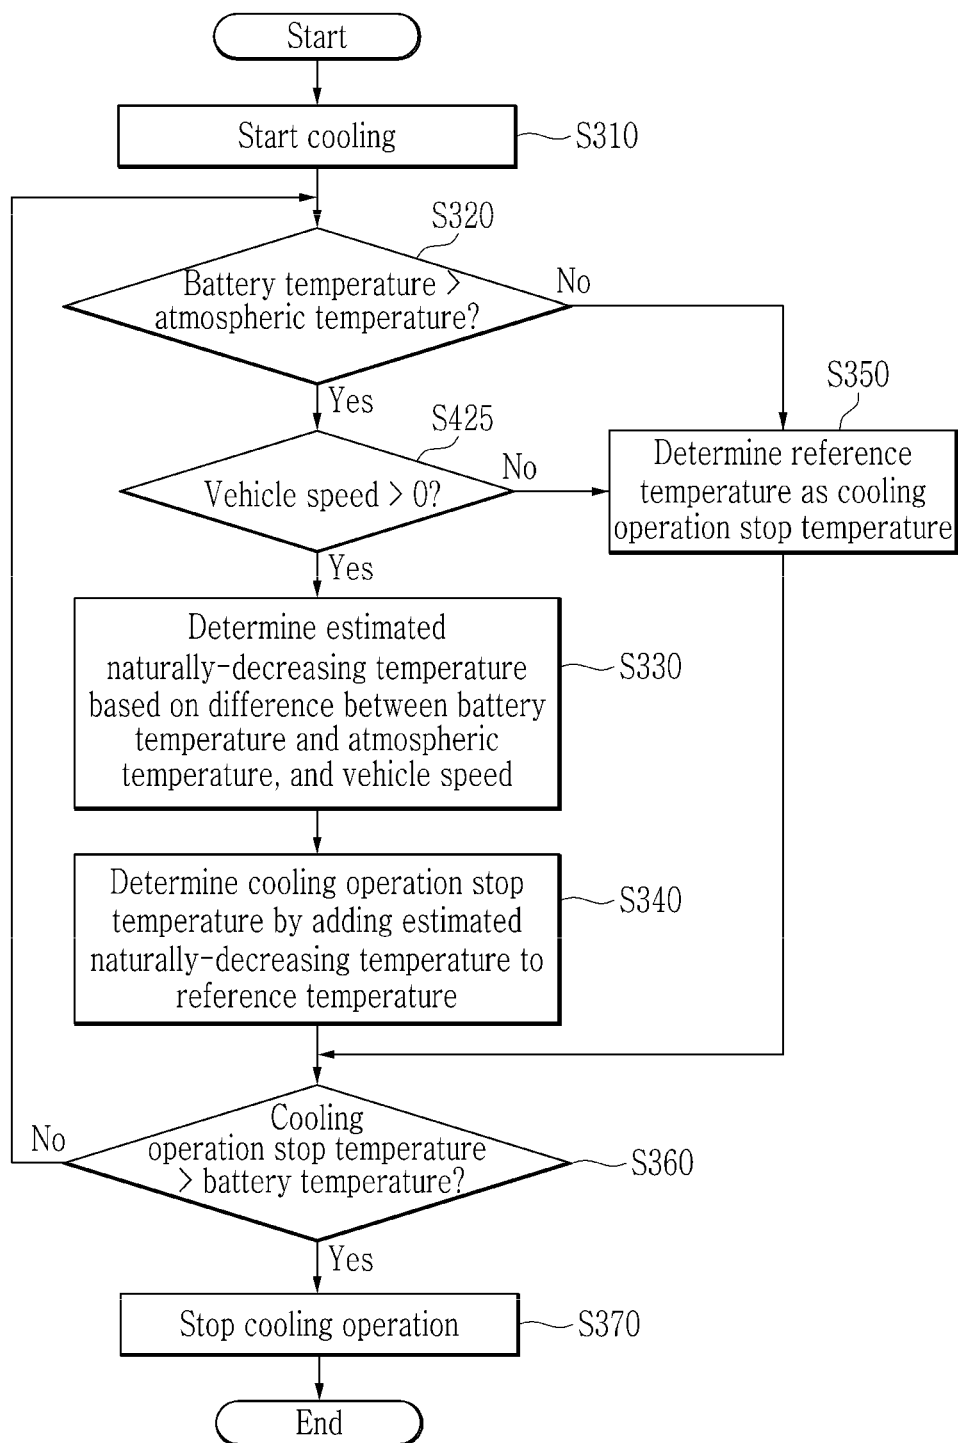 Start
Start cooling
S310
S320
Battery temperature >
atmospheric temperature?
No
Yes
S350
Determine reference
temperature as cooling
operation stop temperature
S425
Vehicle speed > 0?
No
Yes
Determine estimated
naturally-decreasing temperature
based on difference between battery
temperature and atmospheric
temperature, and vehicle speed
S330
Determine cooling operation stop
temperature by adding estimated
naturally-decreasing temperature to
reference temperature
S340
Cooling
operation stop temperature
> battery temperature?
No
S360
Yes
Stop cooling operation
S370
End